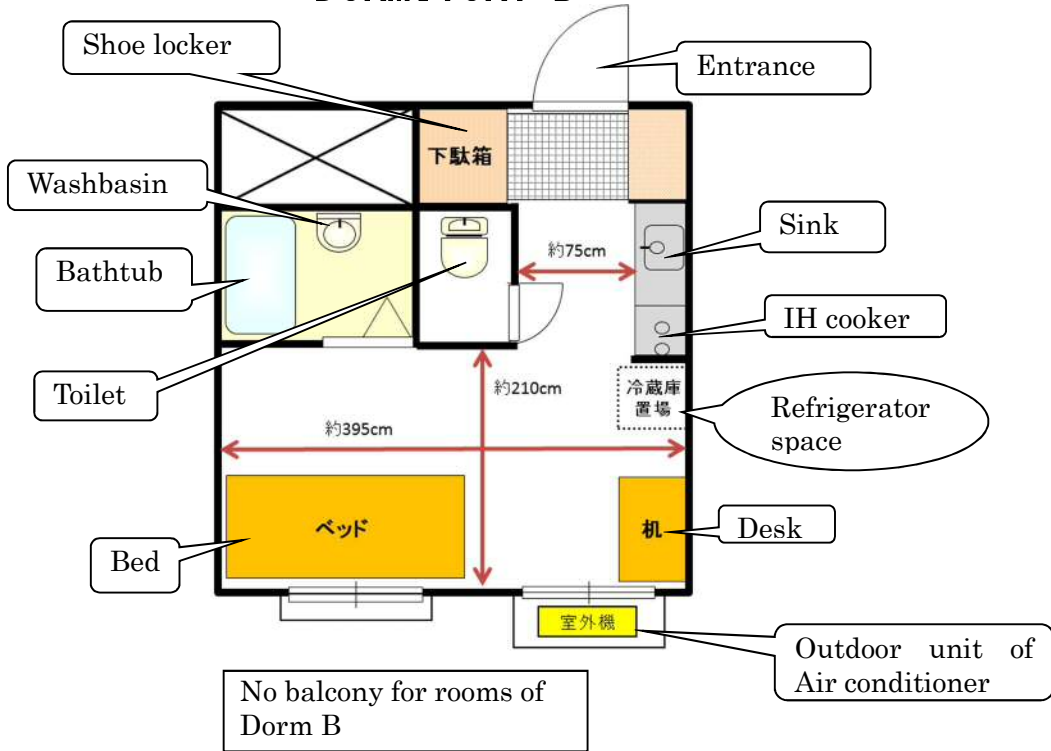 Shoe locker
Entrance
下駄箱
Washbasin
Sink
約75cm
Bathtub
IH cooker
Toilet
約210cm
冷蔵庫
置場
Refrigerator
space
約395cm
ベッド
机
Desk
Bed
室外機
Outdoor unit of
Air conditioner
No balcony for rooms of
Dorm B